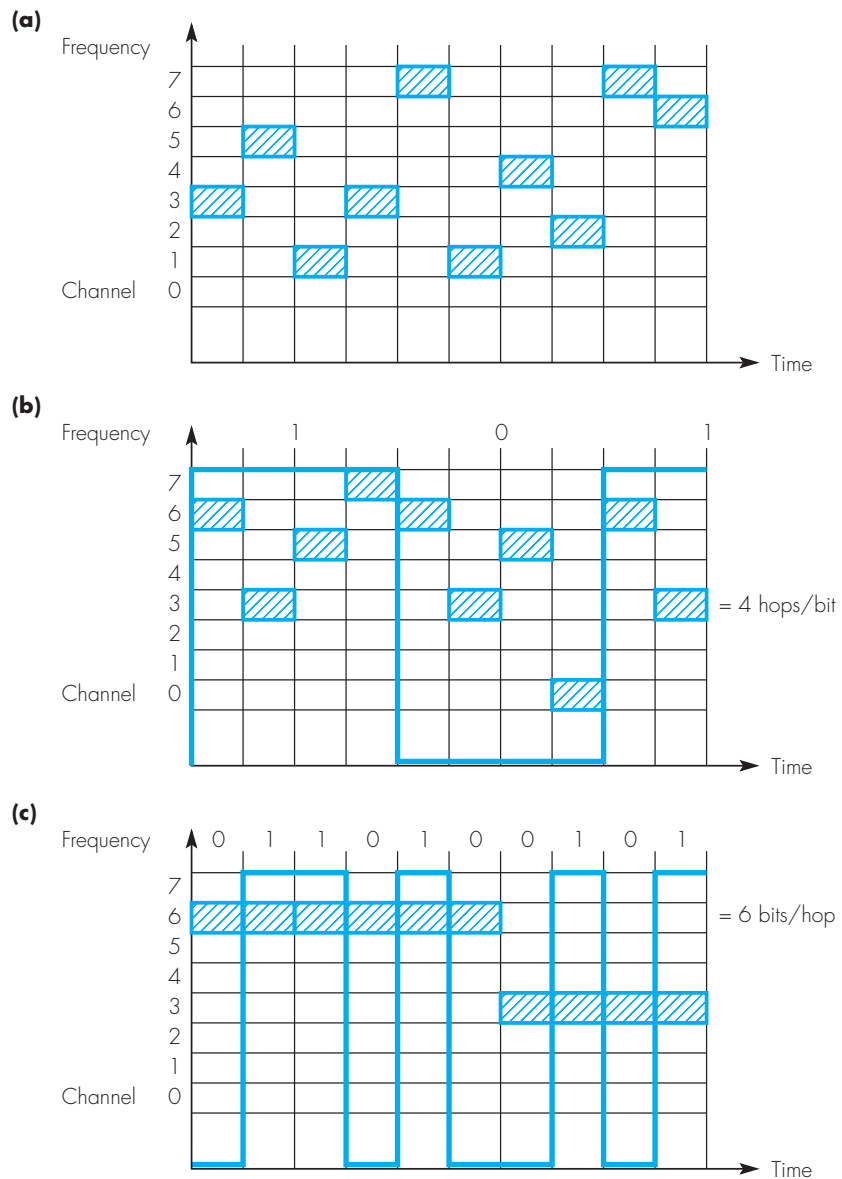 (a)
Frequency
7
6
5
4
3
2
1
Channel 0
Time
(b)
Frequency 1 0 1
7
6
5
4
3 = 4 hops/bit
2
1
Channel 0
Time
(c)
Frequency 0 1 1 0 1 0 0 1 0 1
7
6 = 6 bits/hop
5
4
3
2
1
Channel 0
Time